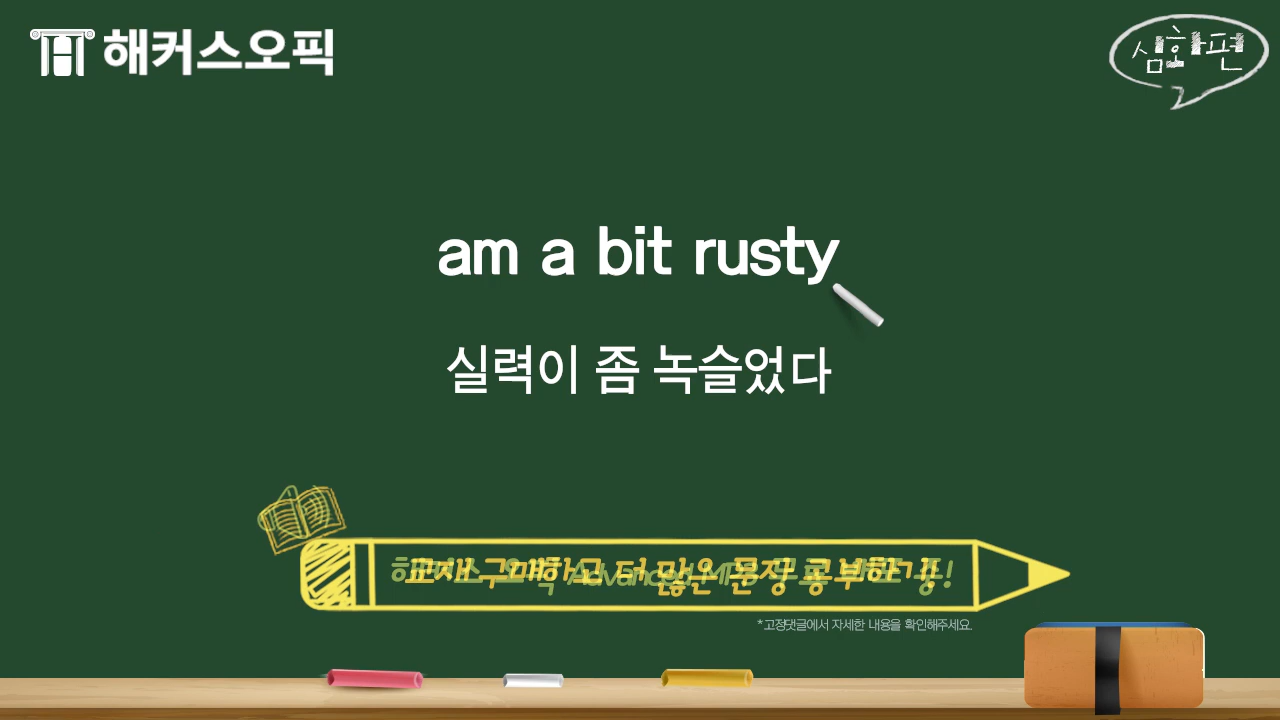 해커스오픽
심화편
am a bit rusty
실력이 좀 녹슬었다
교재 구매하고 더 많은 문장 공부하기!
*고정댓글에서 자세한 내용을 확인해주세요.